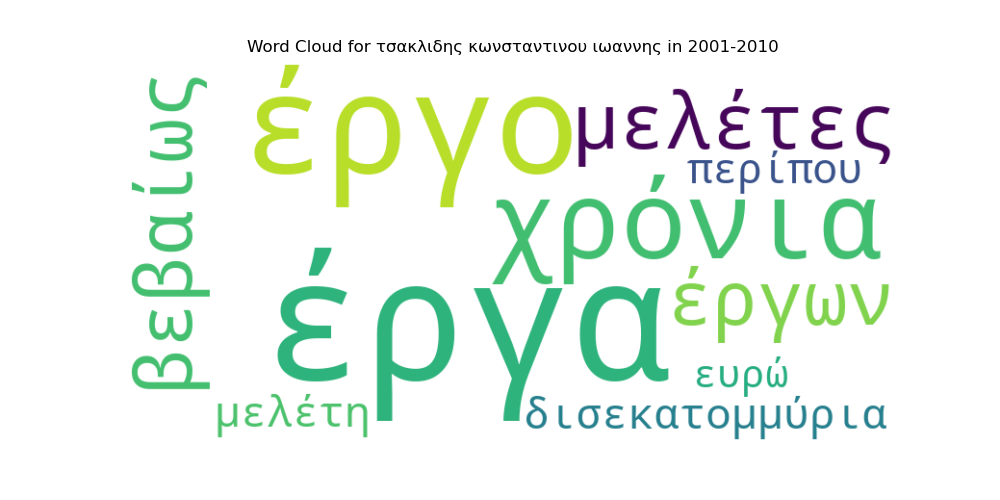 Word Cloud for τσακλιδης κωνσταντινου ιωαννης in 2001-2010
βεβαίως
έργο
μελέτες
περίπου
χρόνια
έργα
έργων
ευρώ
μελέτη
δισεκατομμύρια